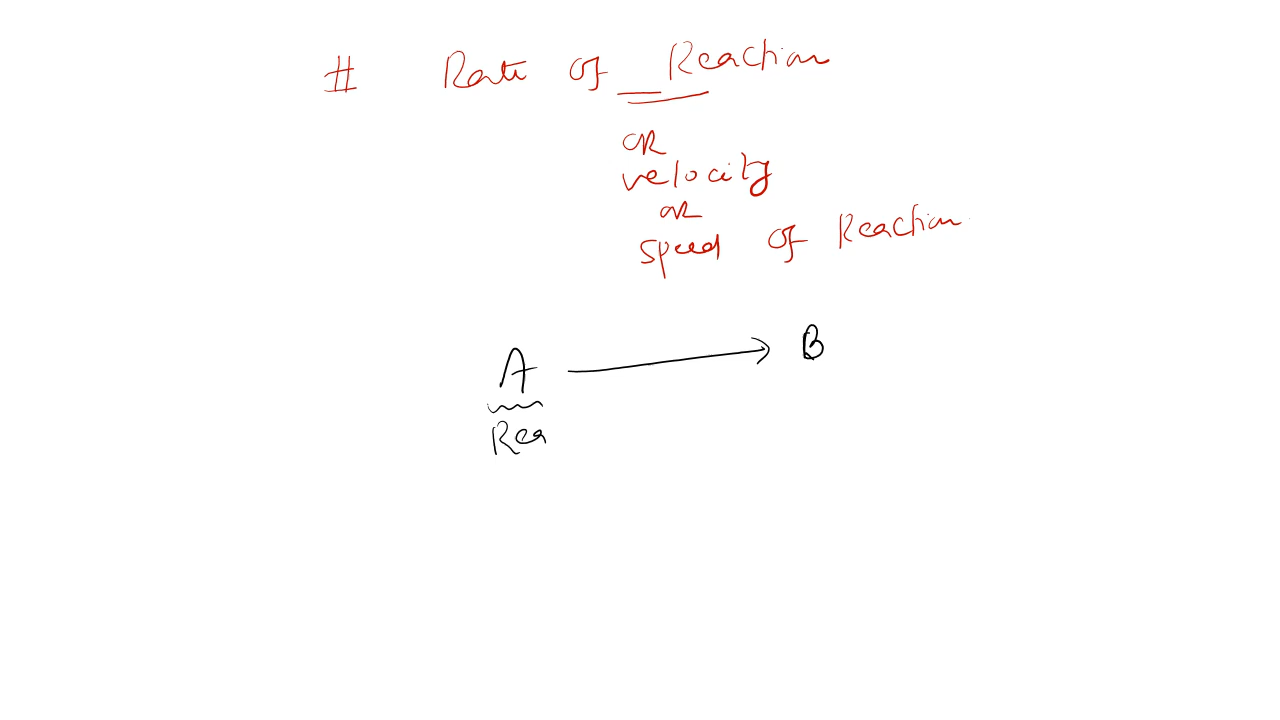 # Rate of Reaction
OR
velocity
OR
speed of Reaction
A → B
Rea